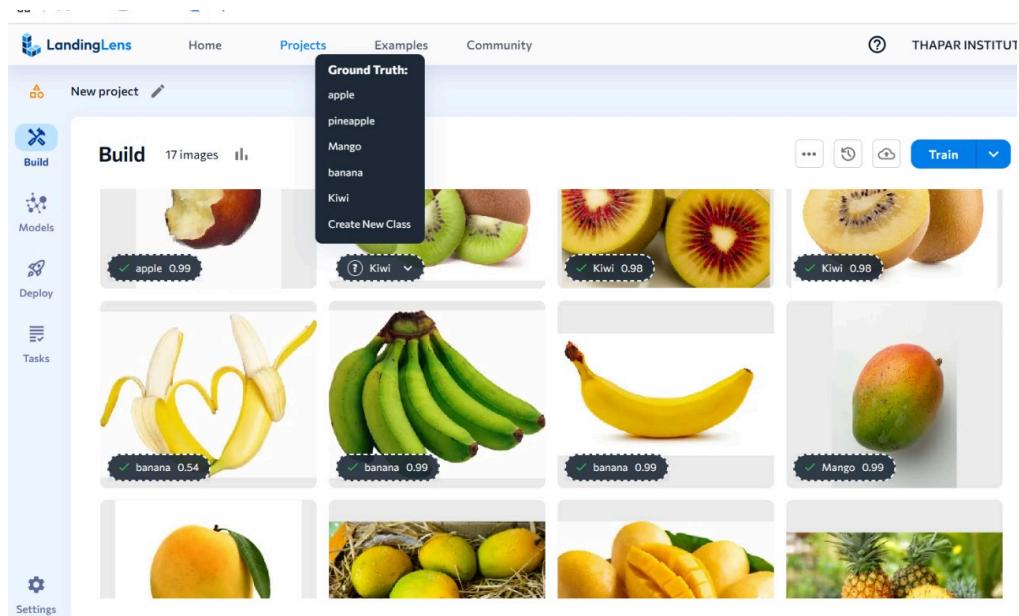 LandingLens Home Projects Examples Community THAPAR INSTITUT
Ground Truth:
apple
pineapple
Mango
banana
Kiwi
Create New Class
New project
Build
Models
Deploy
Tasks
Settings
Build 17 images Train
apple 0.99
Kiwi
Kiwi 0.98
Kiwi 0.98
banana 0.54
banana 0.99
banana 0.99
Mango 0.99